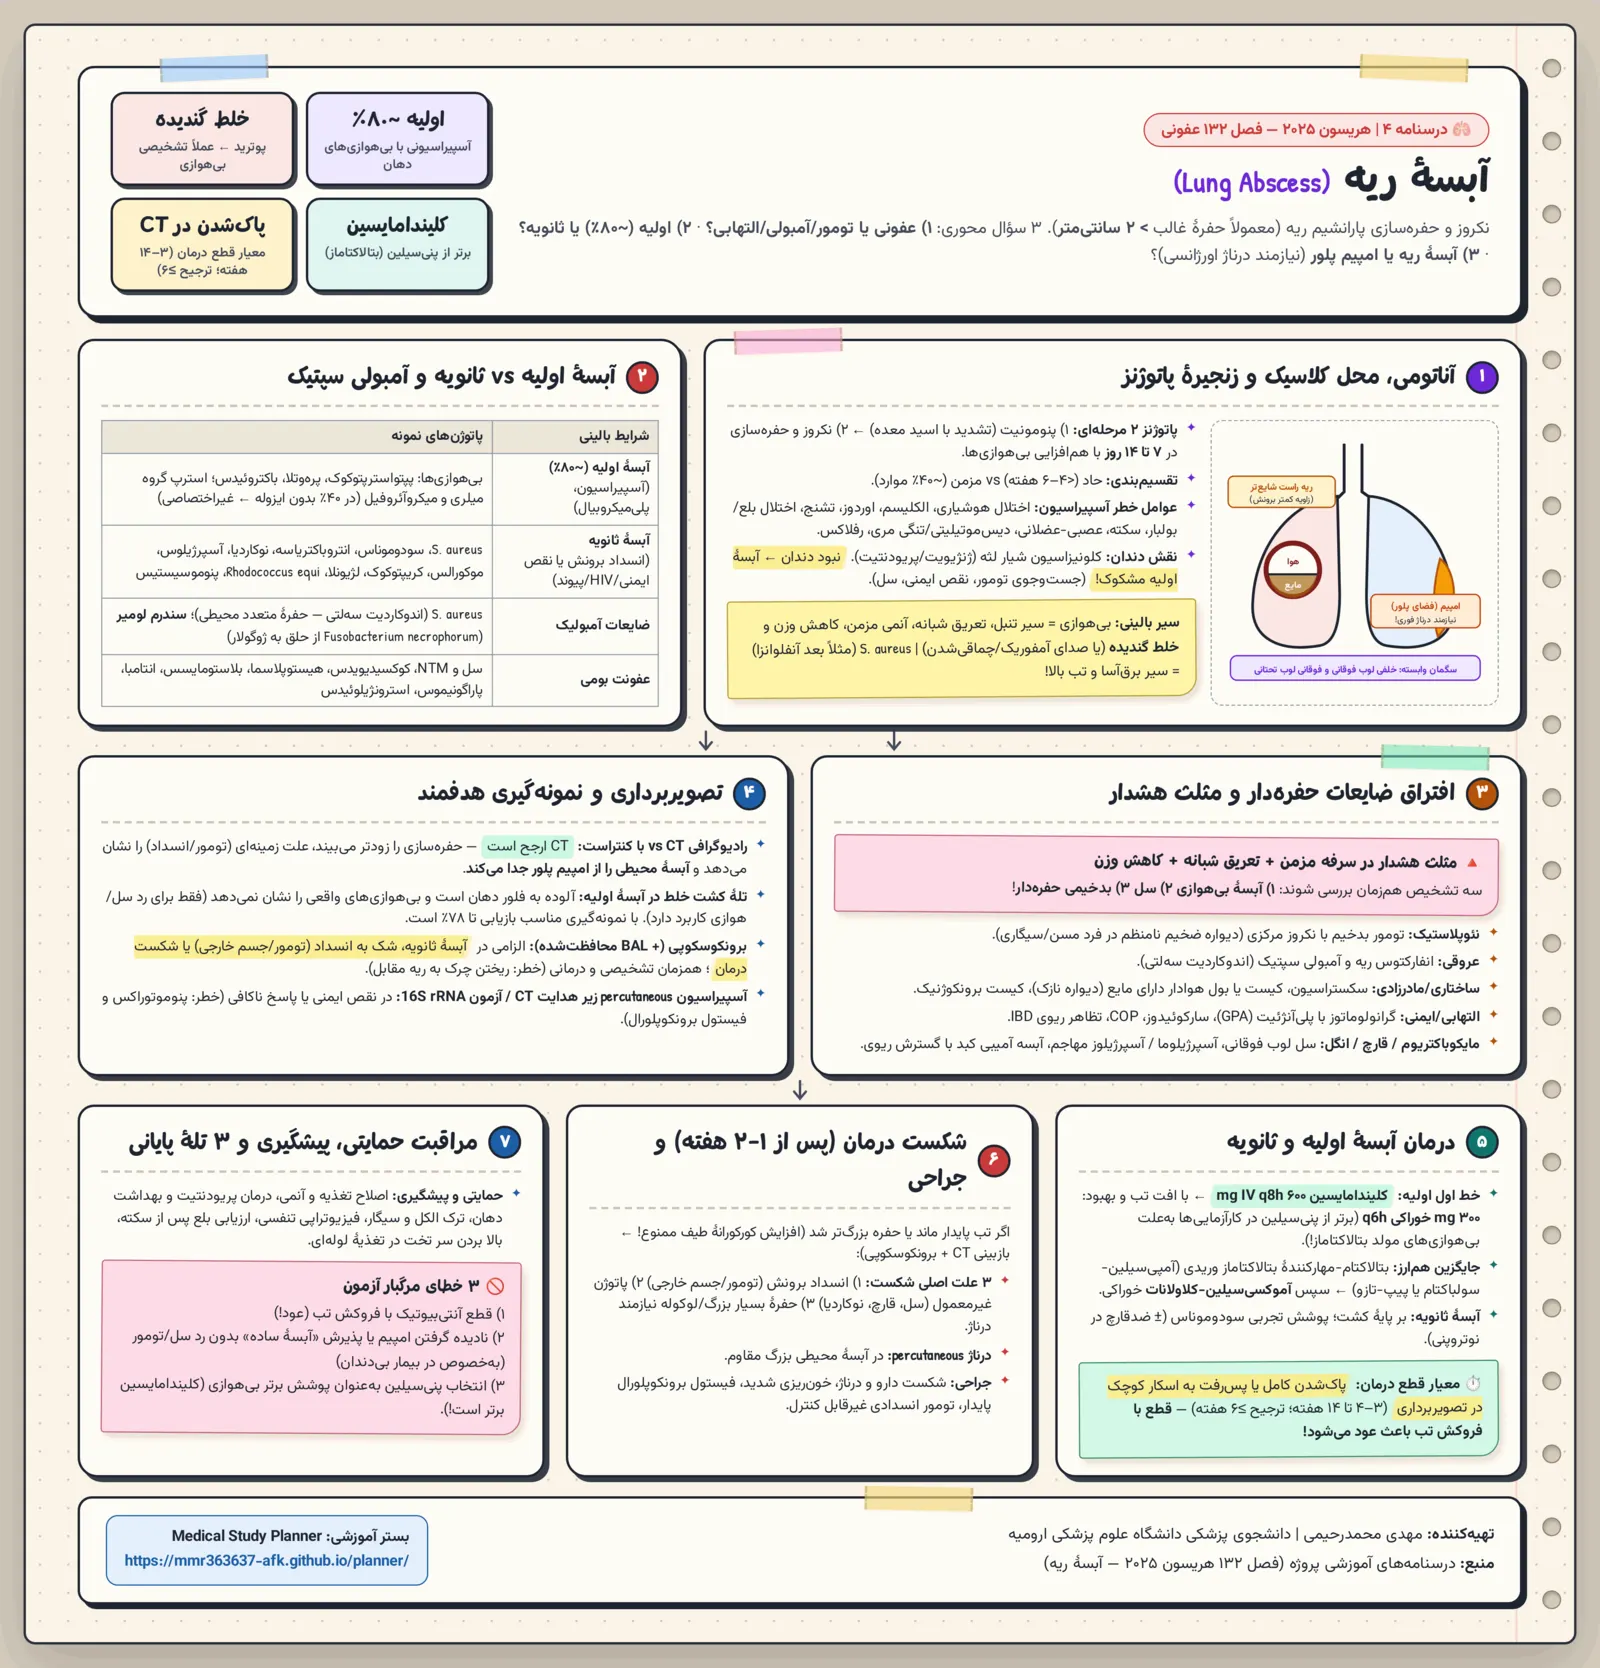 🫁 درسنامه ۴ | هریسون ۲۰۲۵ — فصل ۱۳۲ عفونی
آبسهٔ ریه (Lung Abscess)
نکروز و حفره‌سازی پارانشیم ریه (معمولاً حفرهٔ غالب > ۲ سانتی‌متر). ۳ سؤال محوری: ۱) عفونی یا تومور/آمبولی/التهابی؟ · ۲) اولیه (~۸۰٪) یا ثانویه؟
· ۳) آبسهٔ ریه یا امپیم پلور (نیازمند درناژ اورژانسی)؟
اولیه ~۸۰٪
آسپیراسیونی با بی‌هوازی‌های
دهان
خلط گندیده
پوترید ← عملاً تشخیصی
بی‌هوازی
کلیندامایسین
برتر از پنی‌سیلین (بتالاکتاماز)
پاک‌شدن در CT
معیار قطع درمان (۳–۱۴
هفته؛ ترجیح ≥۶)
۱ آناتومی، محل کلاسیک و زنجیرهٔ پاتوژنز
ریه راست شایع‌تر
(زاویه کمتر برونش)
هوا
مایع
امپیم (فضای پلور)
نیازمند درناژ فوری!
سگمان وابسته: خلفی لوب فوقانی و فوقانی لوب تحتانی
✦ پاتوژنز ۲ مرحله‌ای: ۱) پنومونیت (تشدید با اسید معده) ← ۲) نکروز و حفره‌سازی
در ۷ تا ۱۴ روز با هم‌افزایی بی‌هوازی‌ها.
✦ تقسیم‌بندی: حاد (<۴–۶ هفته) vs مزمن (~۴۰٪ موارد).
✦ عوامل خطر آسپیراسیون: اختلال هوشیاری، الکلیسم، اوردوز، تشنج، اختلال بلع/
بولبار، سکته، عصبی-عضلانی، دیس‌موتیلیتی/تنگی مری، رفلاکس.
✦ نقش دندان: کلونیزاسیون شیار لثه (ژنژیویت/پریودنتیت). نبود دندان ← آبسهٔ
اولیه مشکوک! (جست‌وجوی تومور، نقص ایمنی، سل).
سیر بالینی: بی‌هوازی = سیر تنبل، تعریق شبانه، آنمی مزمن، کاهش وزن و
خلط گندیده (یا صدای آمفوریک/چماقی‌شدن) | S. aureus (مثلاً بعد آنفلوانزا)
= سیر برق‌آسا و تب بالا!
۲ آبسهٔ اولیه vs ثانویه و آمبولی سپتیک
شرایط بالینی
پاتوژن‌های نمونه
آبسهٔ اولیه (~۸۰٪)
(آسپیراسیون،
پلی‌میکروبیال)
بی‌هوازی‌ها: پپتواسترپتوکوک، پره‌وتلا، باکتروئیدس؛ استرپ گروه
میلری و میکروآئروفیل (در ۴۰٪ بدون ایزوله ← غیراختصاصی)
آبسهٔ ثانویه
(انسداد برونش یا نقص
ایمنی/HIV/پیوند)
S. aureus، سودوموناس، انتروباکتریاسه، نوکاردیا، آسپرژیلوس،
موکورالس، کریپتوکوک، لژیونلا، Rhodococcus equi، پنوموسیستیس
ضایعات آمبولیک
S. aureus (اندوکاردیت سه‌لتی — حفرهٔ متعدد محیطی)؛ سندرم لومیر
(Fusobacterium necrophorum از حلق به ژوگولار)
عفونت بومی
سل و NTM، کوکسیدیویدس، هیستوپلاسما، بلاستومایسس، انتامبا،
پاراگونیموس، استرونژیلوئیدس
۳ افتراق ضایعات حفره‌دار و مثلث هشدار
🔺 مثلث هشدار در سرفه مزمن + تعریق شبانه + کاهش وزن
سه تشخیص هم‌زمان بررسی شوند: ۱) آبسهٔ بی‌هوازی ۲) سل ۳) بدخیمی حفره‌دار!
✦ نئوپلاستیک: تومور بدخیم با نکروز مرکزی (دیواره ضخیم نامنظم در فرد مسن/سیگاری).
✦ عروقی: انفارکتوس ریه و آمبولی سپتیک (اندوکاردیت سه‌لتی).
✦ ساختاری/مادرزادی: سکستراسیون، کیست یا بول هوادار دارای مایع (دیواره نازک)، کیست برونکوژنیک.
✦ التهابی/ایمنی: گرانولوماتوز با پلی‌آنژئیت (GPA)، سارکوئیدوز، COP، تظاهر ریوی IBD.
✦ مایکوباکتریوم / قارچ / انگل: سل لوب فوقانی، آسپرژیلوما / آسپرژیلوز مهاجم، آبسه آمیبی کبد با گسترش ریوی.
۴ تصویربرداری و نمونه‌گیری هدفمند
✦ رادیوگرافی vs CT با کنتراست: CT ارجح است — حفره‌سازی را زودتر می‌بیند، علت زمینه‌ای (تومور/انسداد) را نشان
می‌دهد و آبسهٔ محیطی را از امپیم پلور جدا می‌کند.
✦ تلهٔ کشت خلط در آبسهٔ اولیه: آلوده به فلور دهان است و بی‌هوازی‌های واقعی را نشان نمی‌دهد (فقط برای رد سل/
هوازی کاربرد دارد). با نمونه‌گیری مناسب بازیابی تا ۷۸٪ است.
✦ برونکوسکوپی (+ BAL محافظت‌شده): الزامی در آبسهٔ ثانویه، شک به انسداد (تومور/جسم خارجی) یا شکست
درمان ؛ همزمان تشخیصی و درمانی (خطر: ریختن چرک به ریه مقابل).
✦ آسپیراسیون percutaneous زیر هدایت CT / آزمون 16S rRNA: در نقص ایمنی یا پاسخ ناکافی (خطر: پنوموتوراکس و
فیستول برونکوپلورال).
۵ درمان آبسهٔ اولیه و ثانویه
✦ خط اول اولیه: کلیندامایسین ۶۰۰ mg IV q8h ← با افت تب و بهبود:
۳۰۰ mg خوراکی q6h (برتر از پنی‌سیلین در کارآزمایی‌ها به‌علت
بی‌هوازی‌های مولد بتالاکتاماز!).
✦ جایگزین هم‌ارز: بتالاکتام-مهارکنندهٔ بتالاکتاماز وریدی (آمپی‌سیلین-
سولباکتام یا پیپ-تازو) ← سپس آموکسی‌سیلین-کلاولانات خوراکی.
✦ آبسهٔ ثانویه: بر پایهٔ کشت؛ پوشش تجربی سودوموناس (± ضدقارچ در
نوتروپنی).
⏱️ معیار قطع درمان: پاک‌شدن کامل یا پس‌رفت به اسکار کوچک
در تصویربرداری (۳–۴ تا ۱۴ هفته؛ ترجیح ≥۶ هفته) — قطع با
فروکش تب باعث عود می‌شود!
۶ شکست درمان (پس از ۱–۲ هفته) و
جراحی
اگر تب پایدار ماند یا حفره بزرگ‌تر شد (افزایش کورکورانهٔ طیف ممنوع! ←
بازبینی CT + برونکوسکوپی):
✦ ۳ علت اصلی شکست: ۱) انسداد برونش (تومور/جسم خارجی) ۲) پاتوژن
غیرمعمول (سل، قارچ، نوکاردیا) ۳) حفرهٔ بسیار بزرگ/لوکوله نیازمند
درناژ.
✦ درناژ percutaneous: در آبسهٔ محیطی بزرگ مقاوم.
✦ جراحی: شکست دارو و درناژ، خون‌ریزی شدید، فیستول برونکوپلورال
پایدار، تومور انسدادی غیرقابل کنترل.
۷ مراقبت حمایتی، پیشگیری و ۳ تلهٔ پایانی
✦ حمایتی و پیشگیری: اصلاح تغذیه و آنمی، درمان پریودنتیت و بهداشت
دهان، ترک الکل و سیگار، فیزیوتراپی تنفسی، ارزیابی بلع پس از سکته،
بالا بردن سر تخت در تغذیهٔ لوله‌ای.
🚫 ۳ خطای مرگبار آزمون
۱) قطع آنتی‌بیوتیک با فروکش تب (عود!)
۲) نادیده گرفتن امپیم یا پذیرش «آبسهٔ ساده» بدون رد سل/تومور
(به‌خصوص در بیمار بی‌دندان)
۳) انتخاب پنی‌سیلین به‌عنوان پوشش برتر بی‌هوازی (کلیندامایسین
برتر است!).
تهیه‌کننده: مهدی محمدرحیمی | دانشجوی پزشکی دانشگاه علوم پزشکی ارومیه
منبع: درسنامه‌های آموزشی پروژه (فصل ۱۳۲ هریسون ۲۰۲۵ — آبسهٔ ریه)
بستر آموزشی: Medical Study Planner
https://mmr363637-afk.github.io/planner/